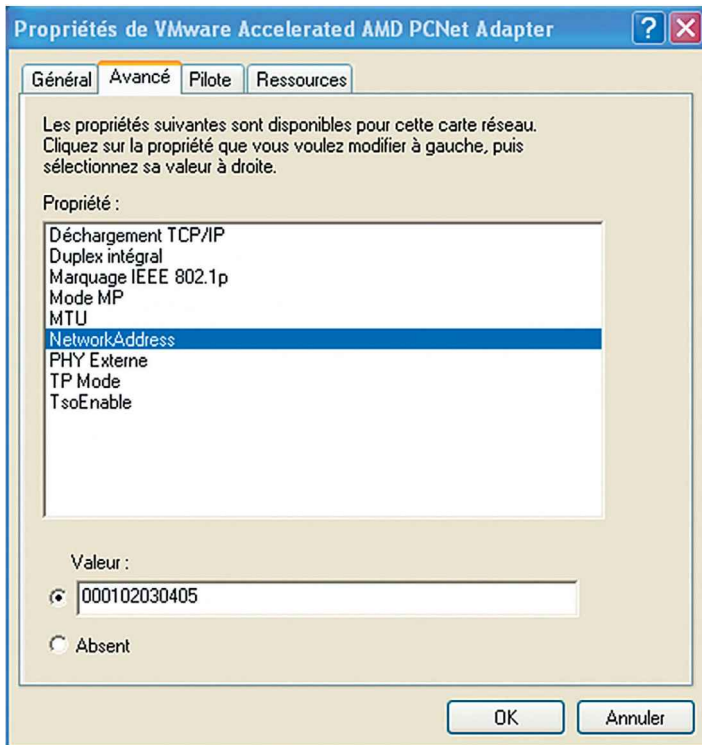 Propriétés de VMware Accelerated AMD PCNet Adapter
?
Général Avancé Pilote Ressources
Les propriétés suivantes sont disponibles pour cette carte réseau.
Cliquez sur la propriété que vous voulez modifier à gauche, puis
sélectionnez sa valeur à droite.
Propriété :
Déchargement TCP/IP
Duplex intégral
Marquage IEEE 802.1p
Mode MP
MTU
NetworkAddress
PHY Externe
TP Mode
TsoEnable
Valeur :
000102030405
Absent
OK Annuler